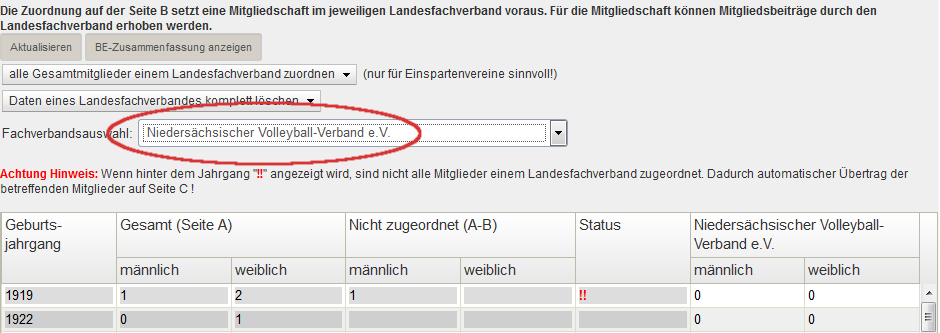 Die Zuordnung auf der Seite B setzt eine Mitgliedschaft im jeweiligen Landesfachverband voraus. Für die Mitgliedschaft können Mitgliedsbeiträge durch den
Landesfachverband erhoben werden.
Aktualisieren BE-Zusammenfassung anzeigen
alle Gesamtmitglieder einem Landesfachverband zuordnen (nur für Einspartenvereine sinnvoll!)
Daten eines Landesfachverbandes komplett löschen
Fachverbandsauswahl: Niedersächsischer Volleyball-Verband e.V.
Achtung Hinweis: Wenn hinter dem Jahrgang "!!" angezeigt wird, sind nicht alle Mitglieder einem Landesfachverband zugeordnet. Dadurch automatischer Übertrag der
betreffenden Mitglieder auf Seite C !
Geburts- Gesamt (Seite A) Nicht zugeordnet (A-B) Status Niedersächsischer Volleyball-
jahrgang Verband e.V.
männlich weiblich männlich weiblich männlich weiblich
1919 1 2 1 !! 0 0
1922 0 1 0 0